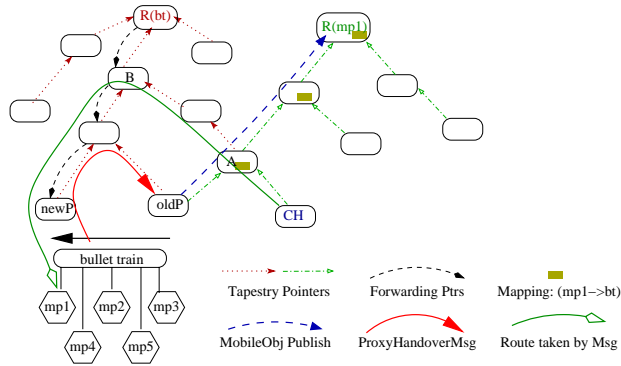 R(bt)
R(mp1)
B
A
newP
oldP
CH
bullet train
mp1
mp2
mp3
mp4
mp5
Tapestry Pointers
Forwarding Ptrs
Mapping: (mp1->bt)
MobileObj Publish
ProxyHandoverMsg
Route taken by Msg